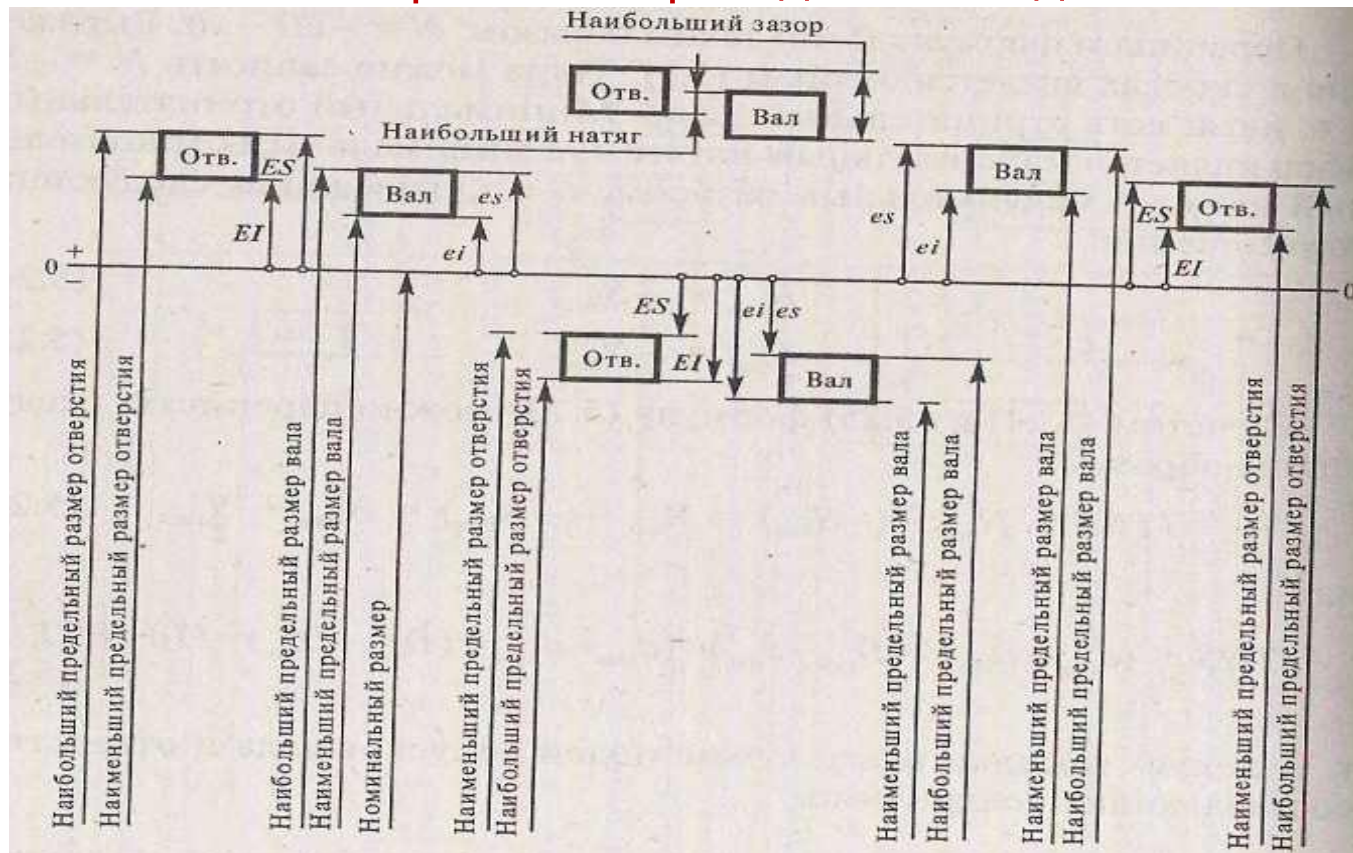 Наибольший зазор
Отв.
Вал
Наибольший натяг
Отв.
ES
EI
Вал
es
ei
0
+
−
es
ei
Вал
ES
EI
Отв.
0
ES
EI
Отв.
ei
es
Вал
Наибольший предельный размер отверстия
Наименьший предельный размер отверстия
Наибольший предельный размер вала
Наименьший предельный размер вала
Номинальный размер
Наименьший предельный размер отверстия
Наибольший предельный размер отверстия
Наименьший предельный размер вала
Наибольший предельный размер вала
Наименьший предельный размер вала
Наибольший предельный размер вала
Наименьший предельный размер отверстия
Наибольший предельный размер отверстия